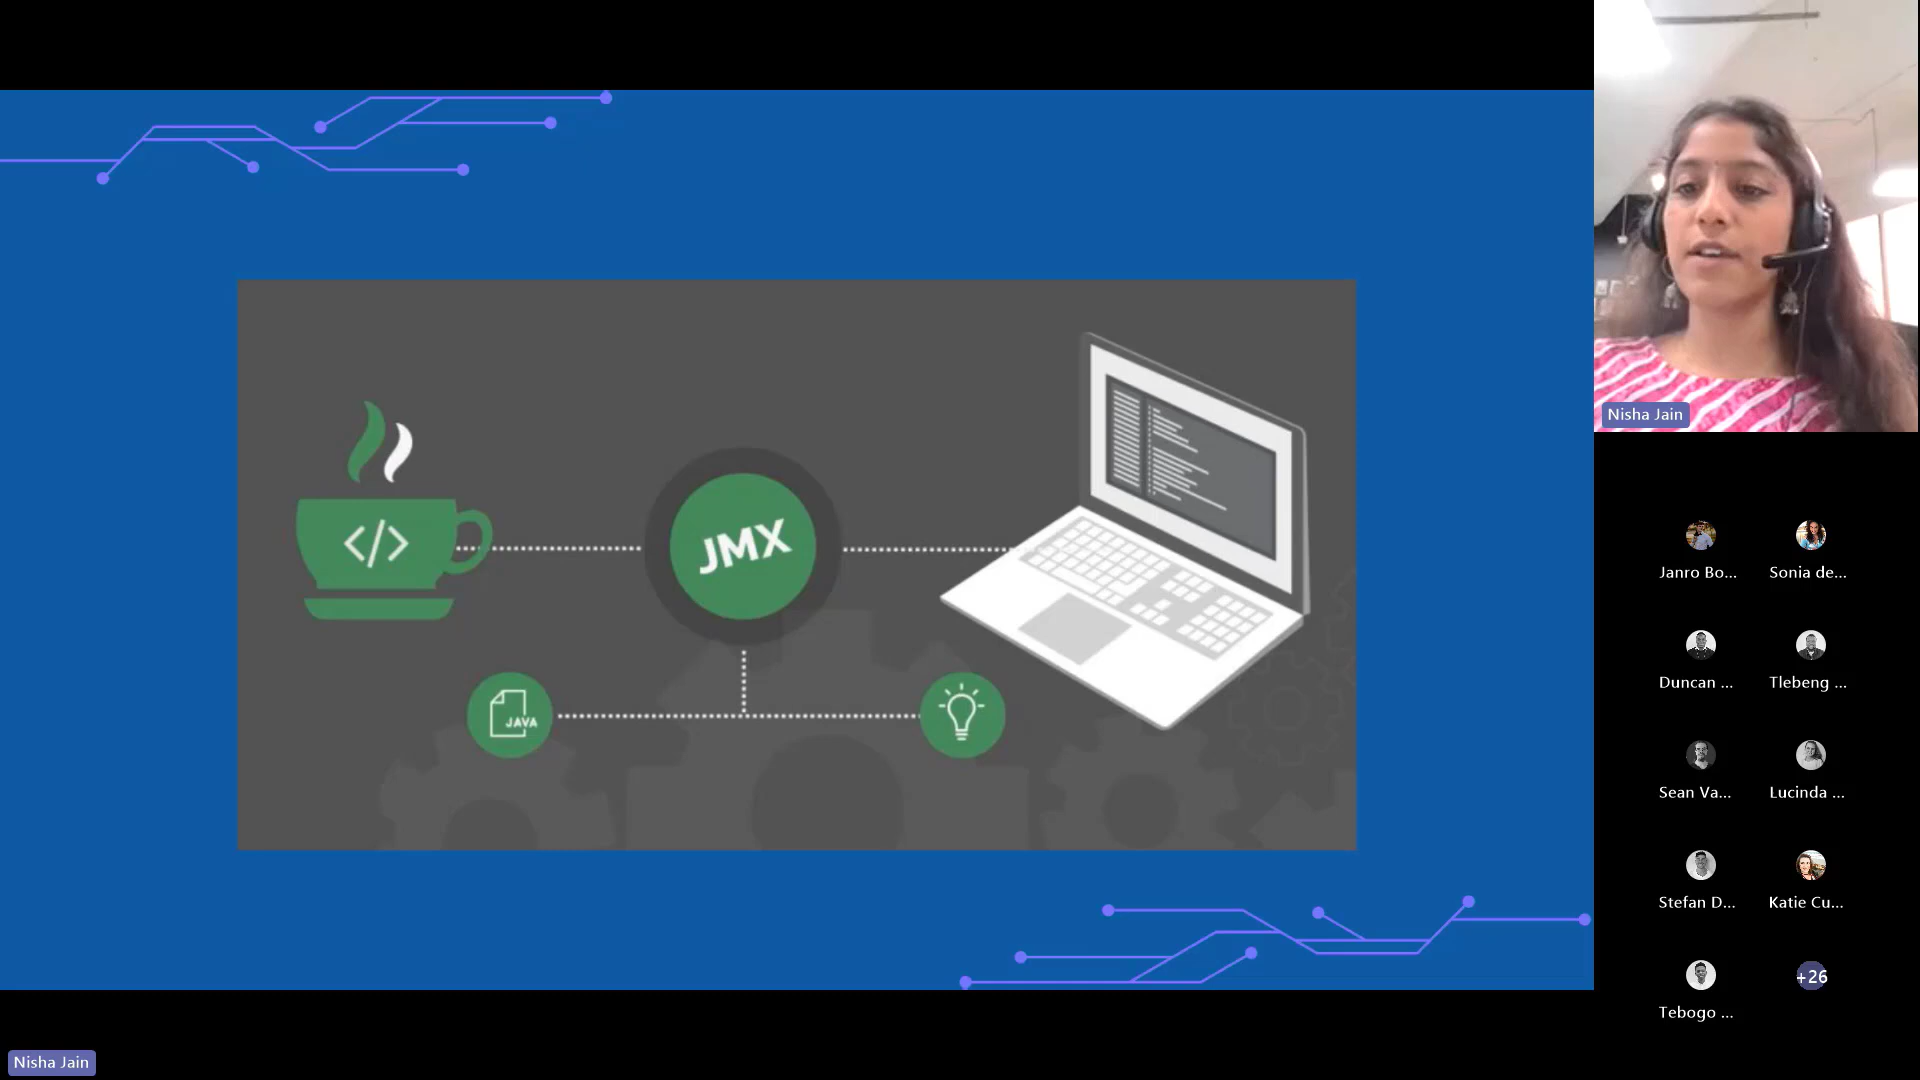 </>
JMX
JAVA
Nisha Jain
Janro Bo...
Sonia de...
Duncan ...
Tlebeng ...
Sean Va...
Lucinda ...
Stefan D...
Katie Cu...
Tebogo ...
+26
Nisha Jain